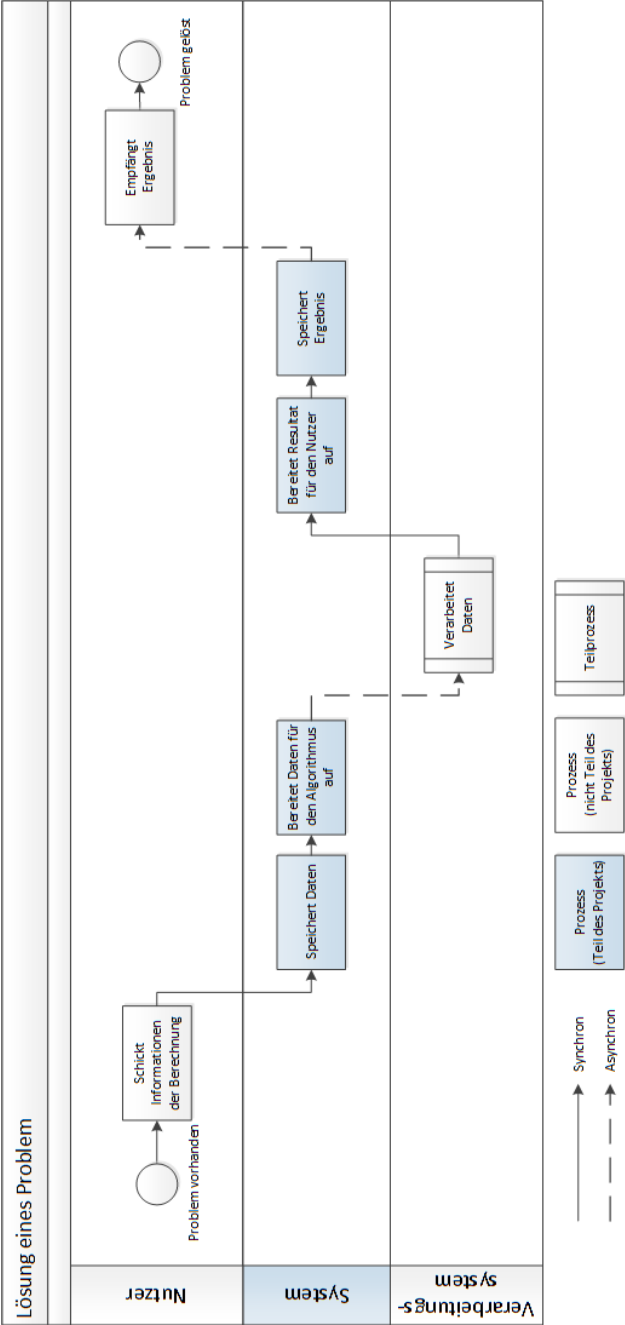 Lösung eines Problem
Nutzer
Problem vorhanden
Schickt
Informationen
der Berechnung
Empfängt
Ergebnis
Problem gelöst
System
Speichert Daten
Bereitet Daten für
den Algorithmus
auf
Bereitet Resultat
für den Nutzer
auf
Speichert
Ergebnis
Verarbeitungs-
system
Verarbeitet
Daten
Synchron
Asynchron
Prozess
(Teil des Projekts)
Prozess
(nicht Teil des
Projekts)
Teilprozess